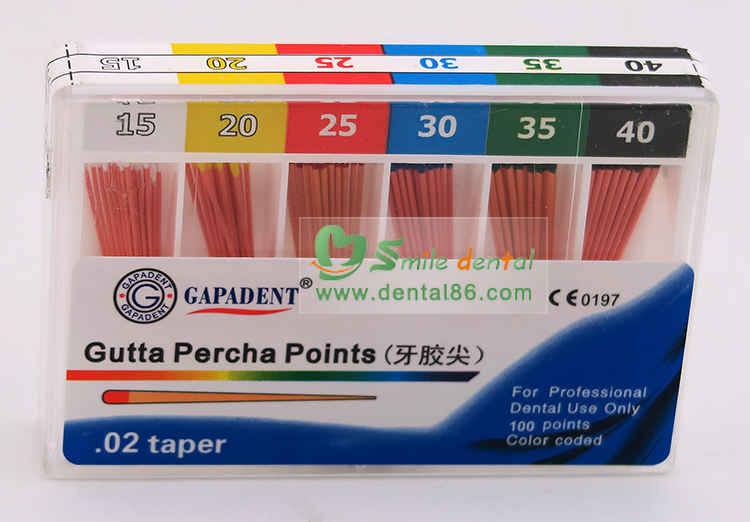 15 20 25 30 35 40
15 20 25 30 35 40
Smile dental
www.dental86.com
GAPADENT
G
GAPADENT
GAPADENT®
CE 0197
Gutta Percha Points (牙胶尖)
For Professional
Dental Use Only
100 points
Color coded
.02 taper